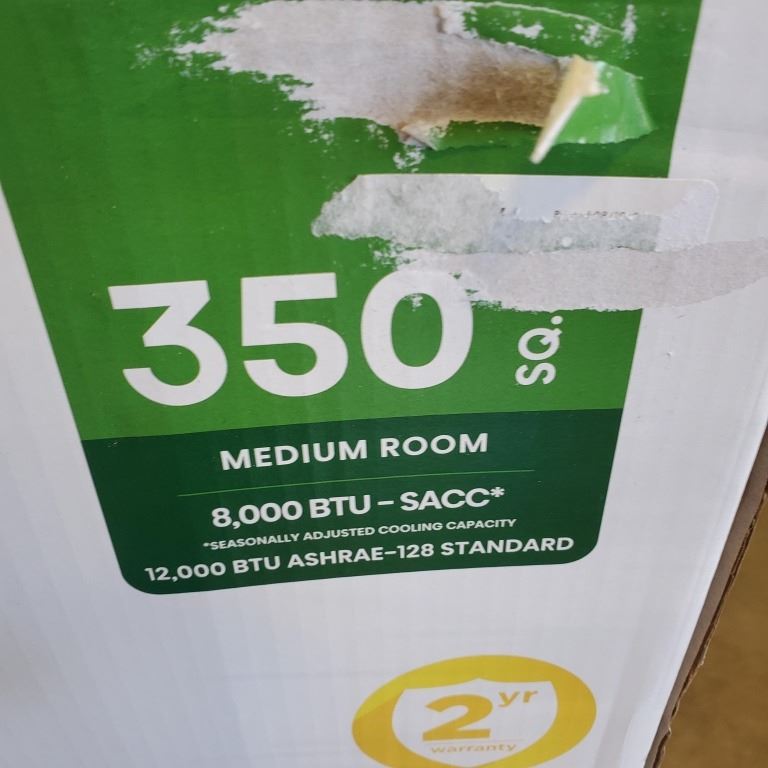 350 SQ.
MEDIUM ROOM
8,000 BTU – SACC*
*SEASONALLY ADJUSTED COOLING CAPACITY
12,000 BTU ASHRAE-128 STANDARD
2 yr
warranty